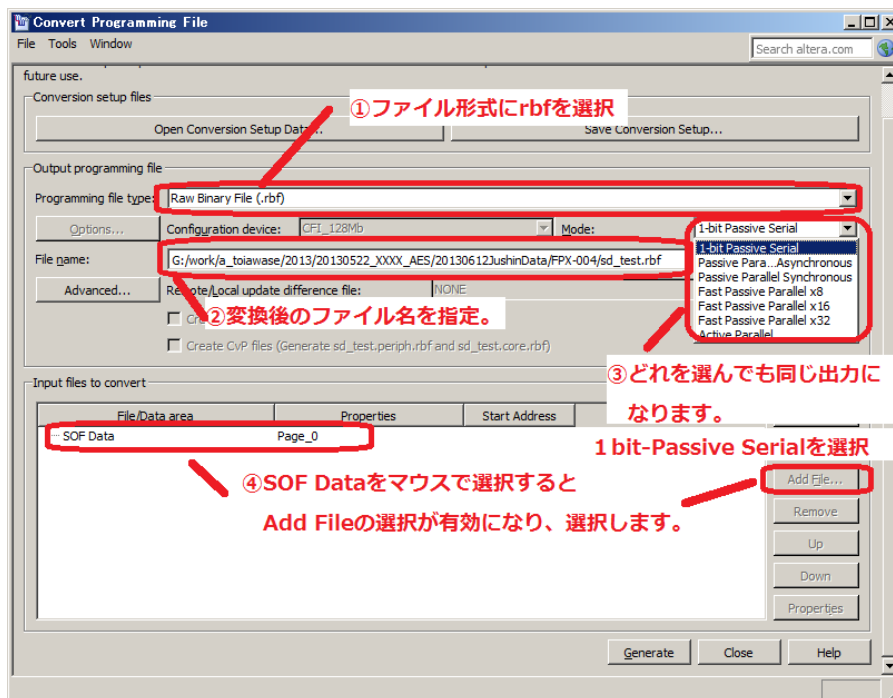 Convert Programming File
File Tools Window
Search altera.com
future use.
Conversion setup files
①ファイル形式にrbfを選択
Open Conversion Setup Data...
Save Conversion Setup...
Output programming file
Programming file type:
Raw Binary File (.rbf)
Options...
Configuration device:
CFI_128Mb
Mode:
1-bit Passive Serial
1-bit Passive Serial
Passive Para...Asynchronous
Passive Parallel Synchronous
Fast Passive Parallel x8
Fast Passive Parallel x16
Fast Passive Parallel x32
Active Parallel
File name:
G:/work/a_toiawase/2013/20130522_XXXX_AES/20130612JushinData/FPX-004/sd_test.rbf
Advanced...
Remote/Local update difference file:
NONE
②変換後のファイル名を指定。
Create CvP files (Generate sd_test.periph.rbf and sd_test.core.rbf)
③どれを選んでも同じ出力に
なります。
1bit-Passive Serialを選択
Input files to convert
File/Data area
Properties
Start Address
SOF Data
Page_0
④SOF Dataをマウスで選択すると
Add Fileの選択が有効になり、選択します。
Add File...
Remove
Up
Down
Properties
Generate
Close
Help